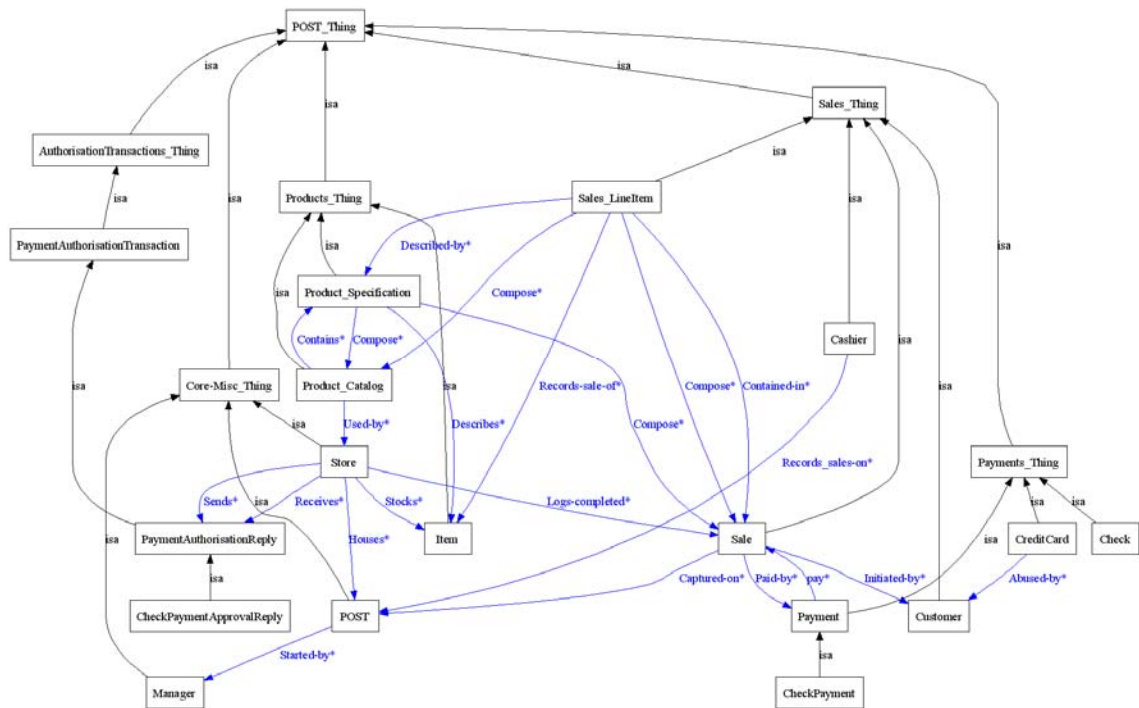 POST_Thing
isa
isa
isa
isa
isa
Sales_Thing
AuthorisationTransactions_Thing
isa
isa
isa
isa
Products_Thing
Sales_LineItem
isa
isa
PaymentAuthorisationTransaction
Described-by*
isa
isa
Product_Specification
Compose*
Contains*
Compose*
Cashier
Core-Misc_Thing
Product_Catalog
isa
Records-sale-of*
Compose*
Contained-in*
isa
Used-by*
Describes*
Compose*
isa
Store
Records_sales-on*
Payments_Thing
Sends*
Receives*
isa
Stocks*
Logs-completed*
isa
isa
PaymentAuthorisationReply
Houses*
Item
Sale
isa
CreditCard
Check
isa
isa
Captured-on*
Paid-by*
pay*
Initiated-by*
Abused-by*
CheckPaymentApprovalReply
POST
Payment
Customer
Started-by*
isa
Manager
CheckPayment